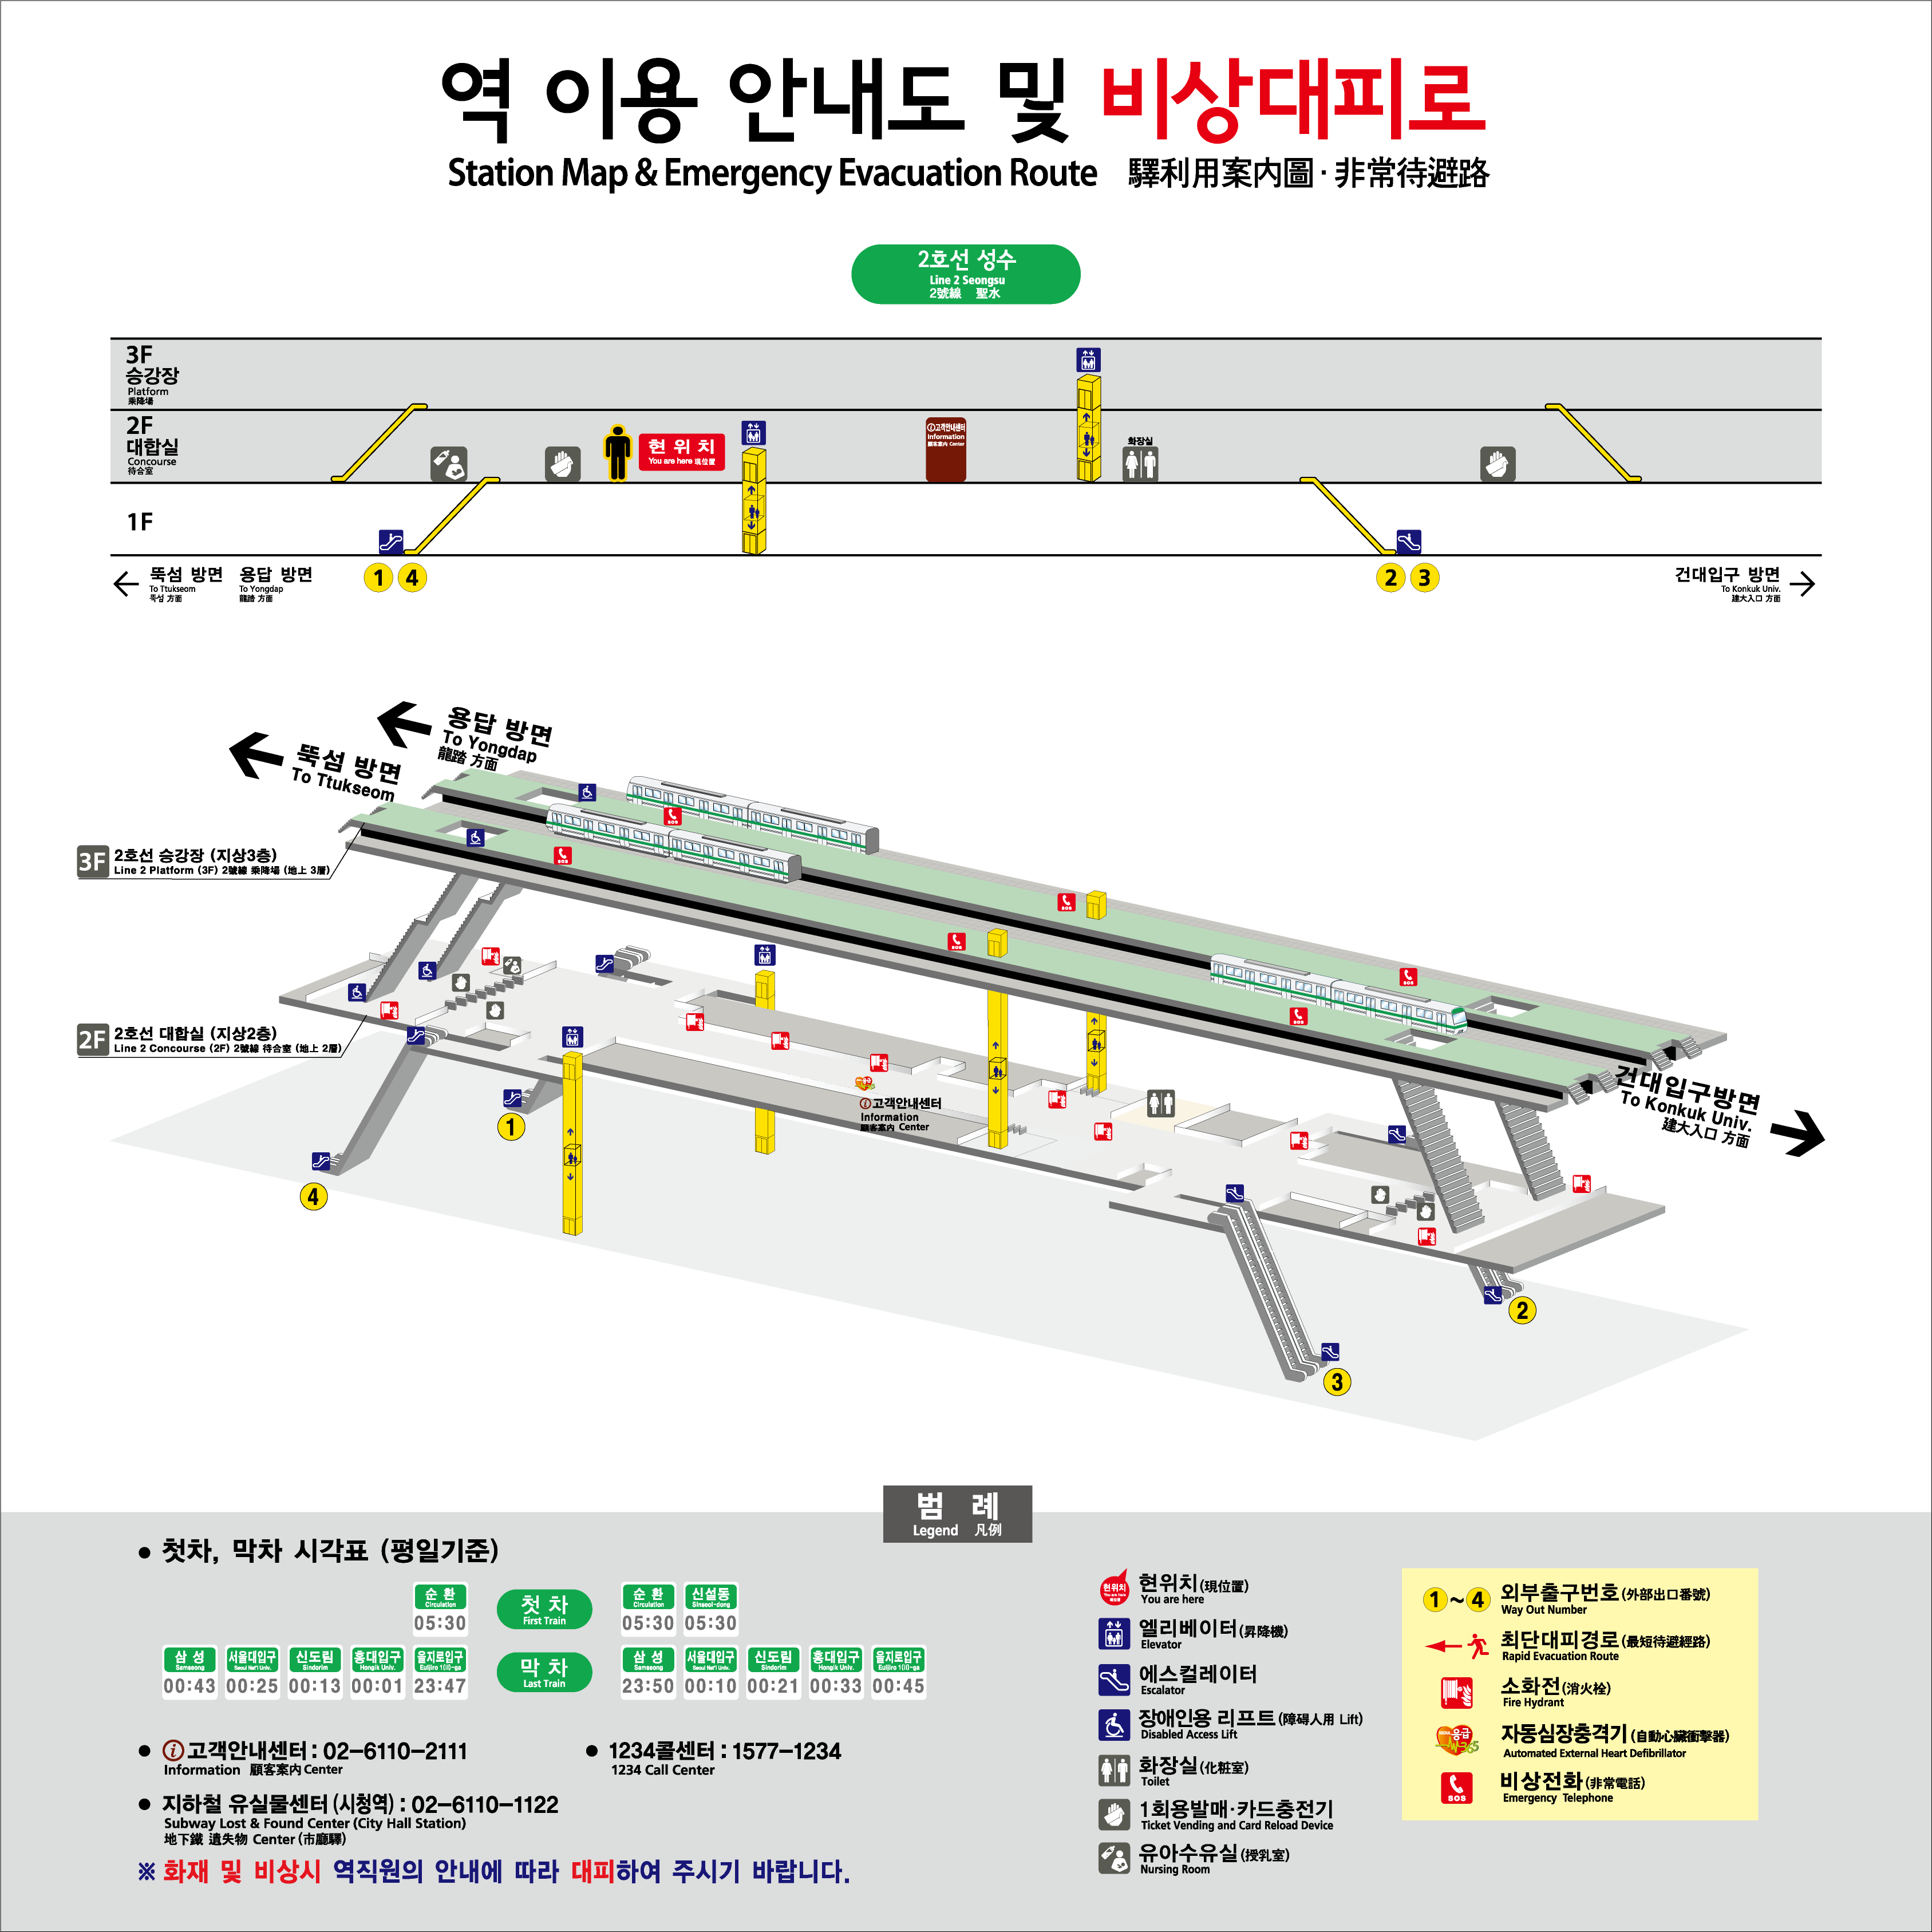 역 이용 안내도 및 비상대피로
Station Map & Emergency Evacuation Route 驛利用案內圖·非常待避路
2호선 성수
Line 2 Seongsu
2號線 聖水
3F
승강장
Platform
乘降場
2F
대합실
Concourse
待合室
현 위 치
You are here 現位置
고객안내센터
Information
顧客案內 Center
화장실
1F
뚝섬 방면
To Ttukseom
뚝섬 方面
용답 방면
To Yongdap
龍踏 方面
1 4
2 3
건대입구 방면
To Konkuk Univ.
建大入口 方面
용답 방면
To Yongdap
龍踏 方面
뚝섬 방면
To Ttukseom
SOS
SOS
SOS
SOS
SOS
SOS
3F 2호선 승강장 (지상3층)
Line 2 Platform (3F) 2號線 乘降場 (地上 3層)
2F 2호선 대합실 (지상2층)
Line 2 Concourse (2F) 2號線 待合室 (地上 2層)
고객안내센터
Information
顧客案內 Center
건대입구방면
To Konkuk Univ.
建大入口 方面
1
4
2
3
범 례
Legend 凡例
● 첫차, 막차 시각표 (평일기준)
순 환
Circulation
05:30
첫 차
First Train
순 환
Circulation
05:30
신설동
Sinseol-dong
05:30
삼 성
Samseong
00:43
서울대입구
Seoul Nat'l Univ.
00:25
신도림
Sindorim
00:13
홍대입구
Hongik Univ.
00:01
을지로입구
Euljiro 1(il)-ga
23:47
막 차
Last Train
삼 성
Samseong
23:50
서울대입구
Seoul Nat'l Univ.
00:10
신도림
Sindorim
00:21
홍대입구
Hongik Univ.
00:33
을지로입구
Euljiro 1(il)-ga
00:45
● 고객안내센터 : 02-6110-2111
Information 顧客案內 Center
● 1234콜센터 : 1577-1234
1234 Call Center
● 지하철 유실물센터 (시청역) : 02-6110-1122
Subway Lost & Found Center (City Hall Station)
地下鐵 遺失物 Center (市廳驛)
※ 화재 및 비상시 역직원의 안내에 따라 대피하여 주시기 바랍니다.
현위치
현위치(現位置)
You are here
엘리베이터(昇降機)
Elevator
에스컬레이터
Escalator
장애인용 리프트(障碍人用 Lift)
Disabled Access Lift
화장실(化粧室)
Toilet
1회용발매·카드충전기
Ticket Vending and Card Reload Device
유아수유실(授乳室)
Nursing Room
1~4 외부출구번호(外部出口番號)
Way Out Number
최단대피경로(最短待避經路)
Rapid Evacuation Route
소화전(消火栓)
Fire Hydrant
응급
365
자동심장충격기(自動心臟衝擊器)
Automated External Heart Defibrillator
SOS
비상전화(非常電話)
Emergency Telephone